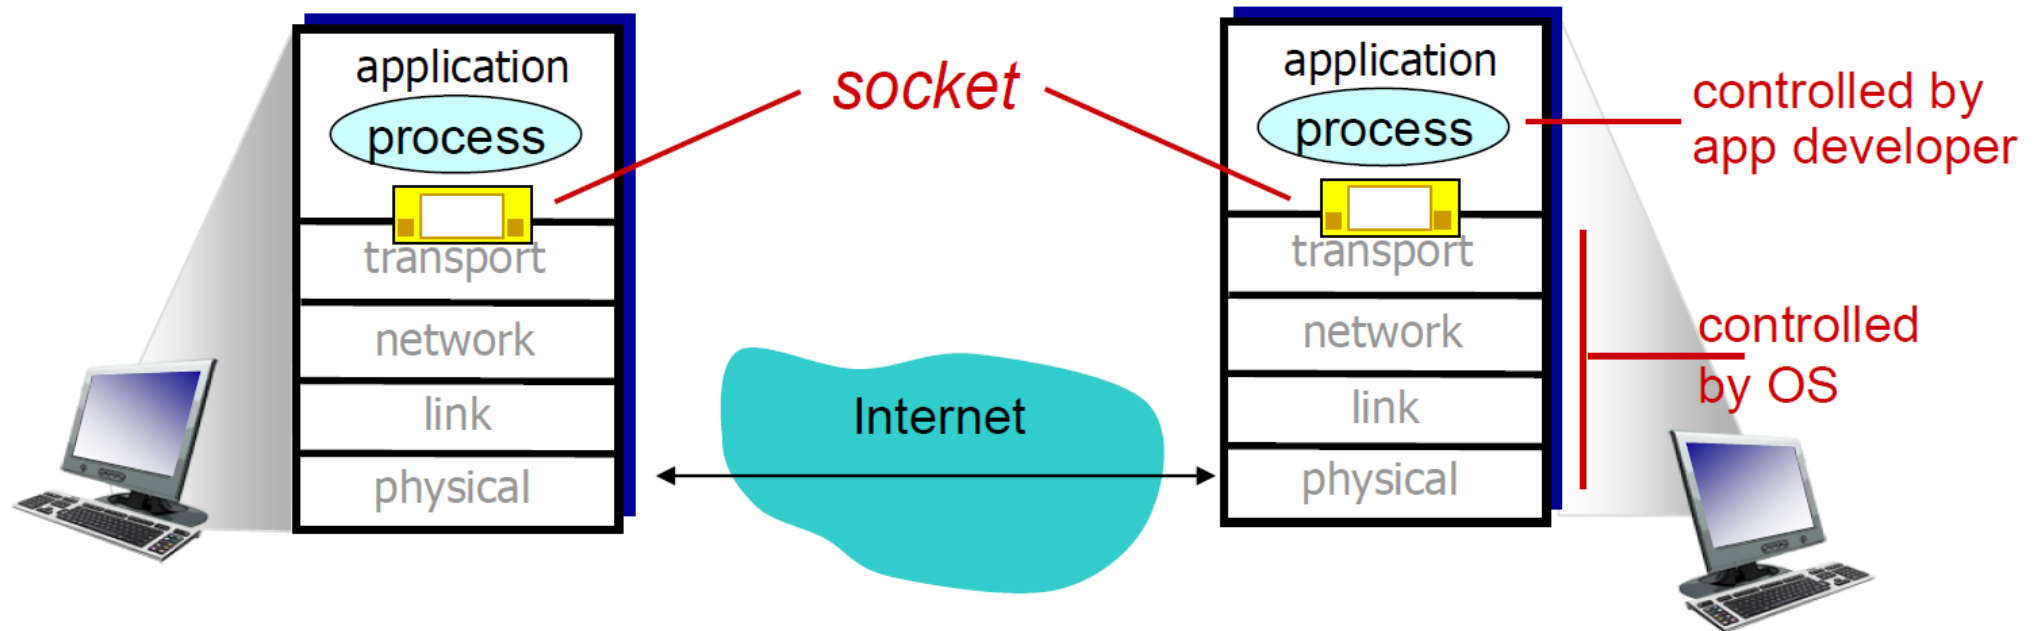 application
process
transport
network
link
physical
socket
Internet
application
process
transport
network
link
physical
controlled by
app developer
controlled
by OS